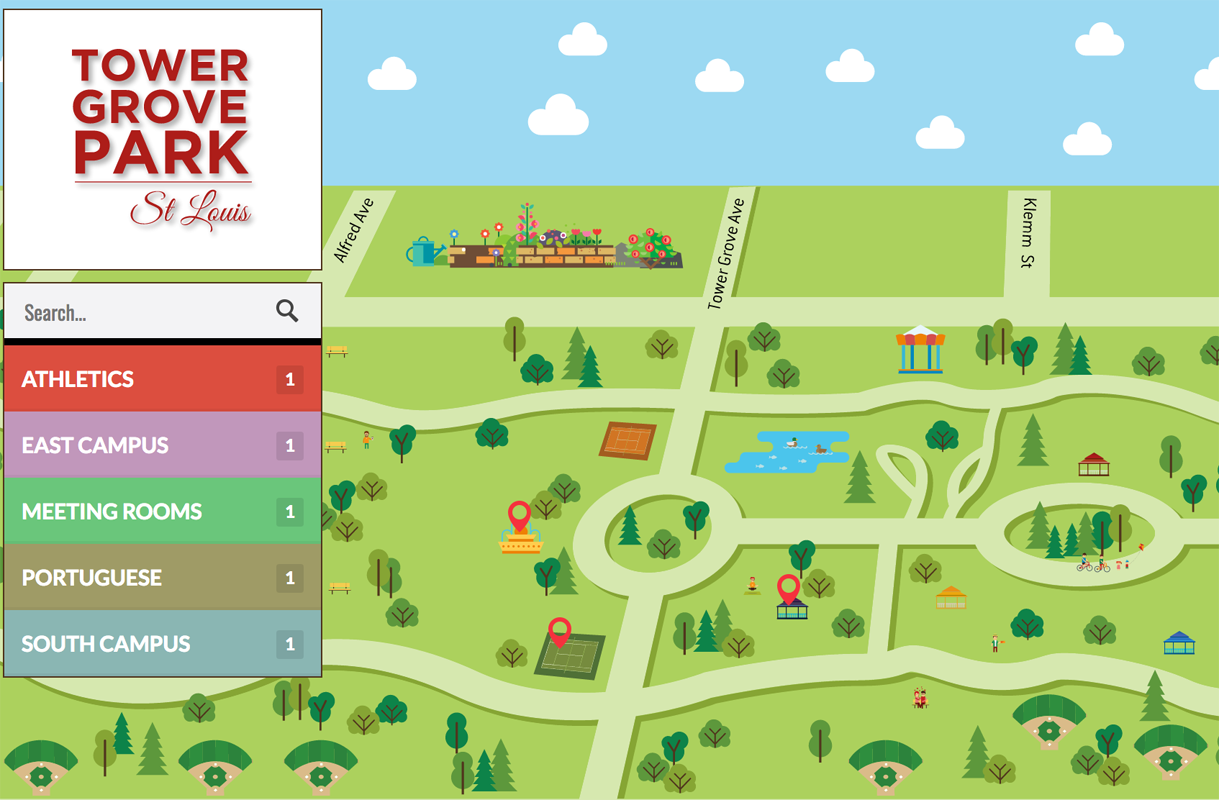 TOWER
GROVE
PARK
St Louis
Search...
ATHLETICS 1
EAST CAMPUS 1
MEETING ROOMS 1
PORTUGUESE 1
SOUTH CAMPUS 1
Alfred Ave
Tower Grove Ave
Klemm St